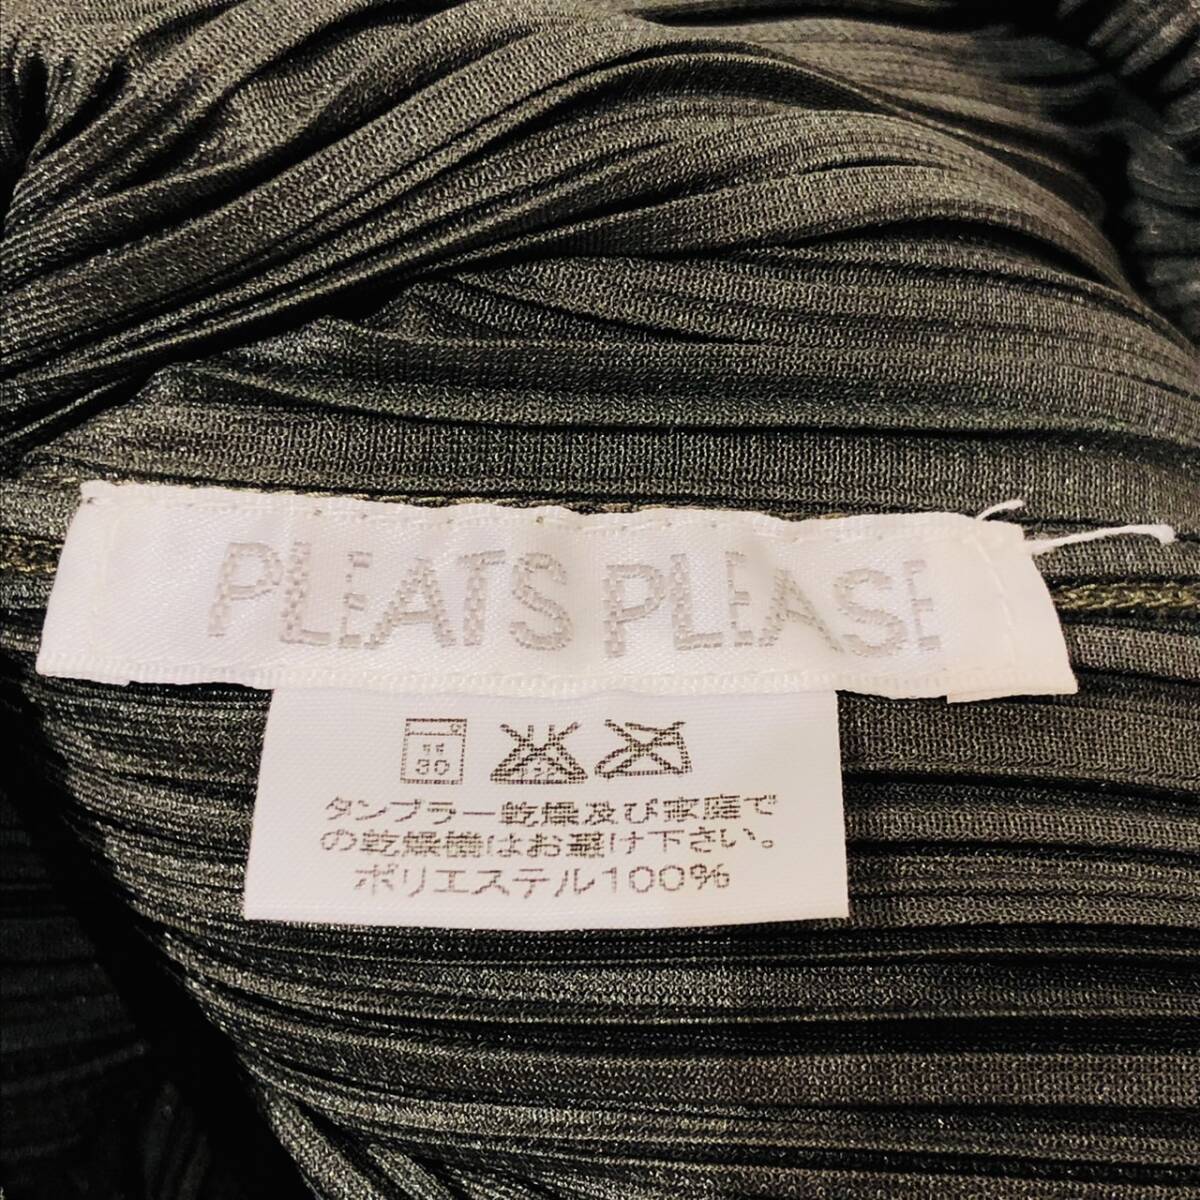 PLEATS PLEASE
30
タンブラー乾燥及び家庭で
の乾燥機はお避け下さい。
ポリエステル100%